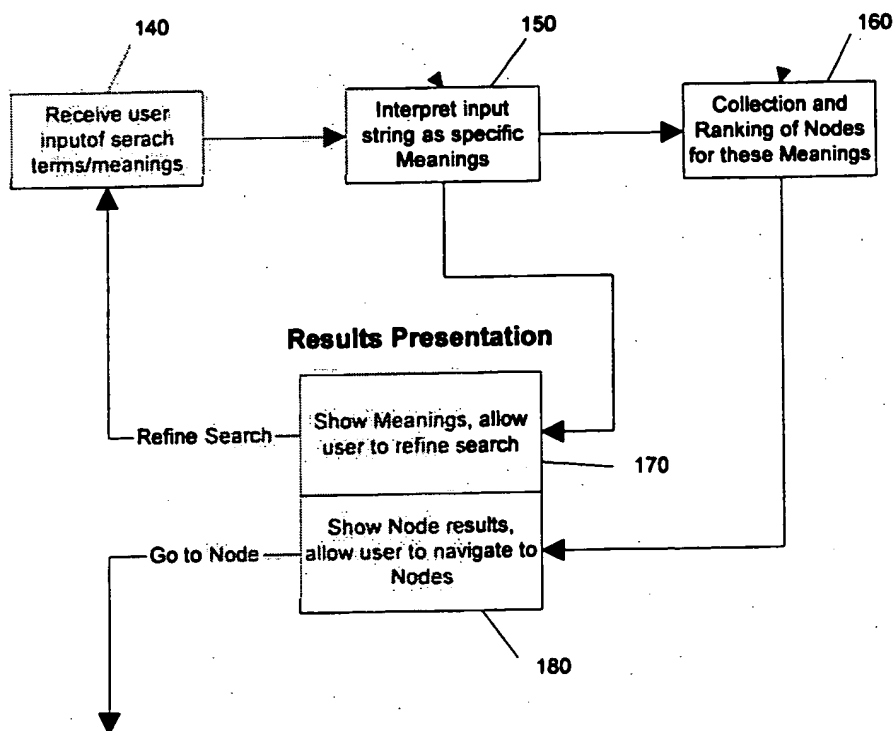 140
150
160
Receive user
inputof serach
terms/meanings
Interpret input
string as specific
Meanings
Collection and
Ranking of Nodes
for these Meanings
Results Presentation
Refine Search
Show Meanings, allow
user to refine search
170
Go to Node
Show Node results,
allow user to navigate to
Nodes
180